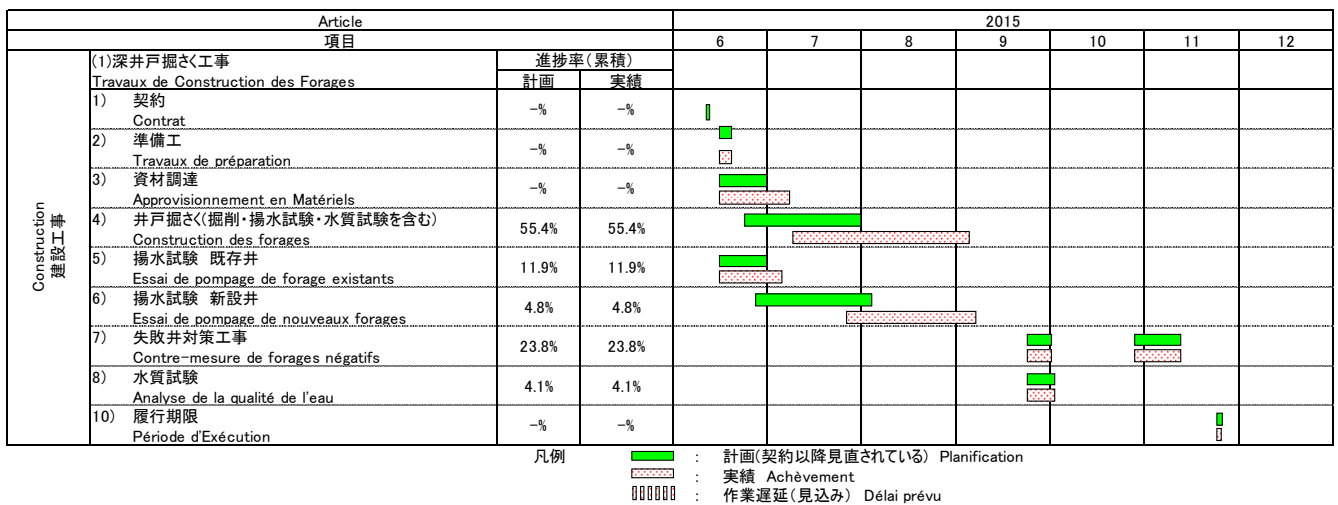 Article 2015
項目 6 7 8 9 10 11 12
(1)深井戸掘さく工事 進捗率(累積)
Travaux de Construction des Forages 計画 実績
Construction
建設工事
1) 契約 -% -%
Contrat
2) 準備工 -% -%
Travaux de préparation
3) 資材調達 -% -%
Approvisionnement en Matériels
4) 井戸掘さく(掘削・揚水試験・水質試験を含む) 55.4% 55.4%
Construction des forages
5) 揚水試験 既存井 11.9% 11.9%
Essai de pompage de forage existants
6) 揚水試験 新設井 4.8% 4.8%
Essai de pompage de nouveaux forages
7) 失敗井対策工事 23.8% 23.8%
Contre-mesure de forages négatifs
8) 水質試験 4.1% 4.1%
Analyse de la qualité de l'eau
10) 履行期限 -% -%
Période d'Exécution
凡例 : 計画(契約以降見直されている) Planification
: 実績 Achèvement
: 作業遅延(見込み) Délai prévu